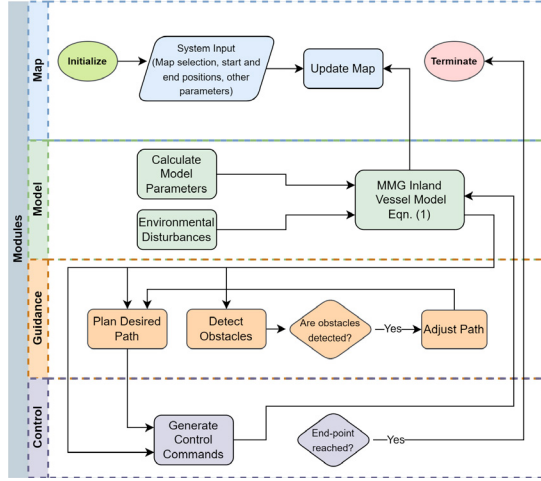 Modules
Map
Initialize
System Input
(Map selection, start and
end positions, other
parameters)
Update Map
Terminate
Model
Calculate
Model
Parameters
Environmental
Disturbances
MMG Inland
Vessel Model
Eqn. (1)
Guidance
Plan Desired
Path
Detect
Obstacles
Are obstacles
detected?
Yes
Adjust Path
Control
Generate
Control
Commands
End-point
reached?
Yes